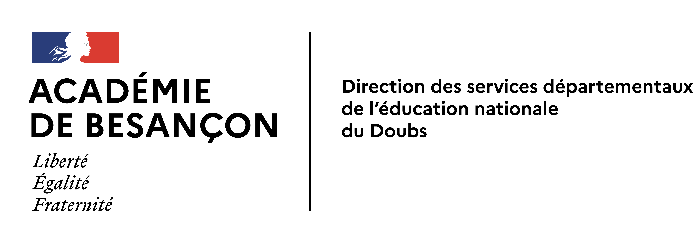 ACADÉMIE
DE BESANÇON
Liberté
Égalité
Fraternité
Direction des services départementaux
de l'éducation nationale
du Doubs